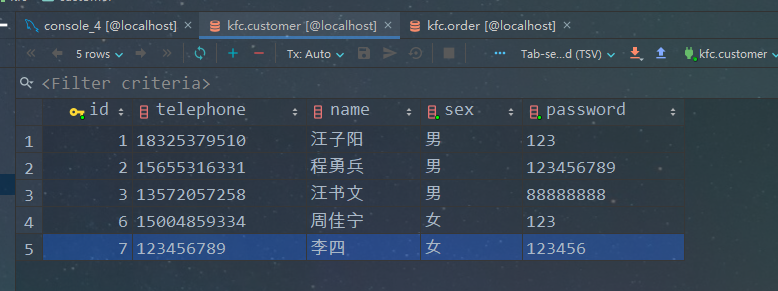 console_4 [@localhost] × kfc.customer [@localhost] × kfc.order [@localhost] ×
5 rows Tx: Auto Tab-se...d (TSV) kfc.customer
<Filter criteria>
id telephone name sex password
1 1 18325379510 汪子阳 男 123
2 2 15655316331 程勇兵 男 123456789
3 3 13572057258 汪书文 男 88888888
4 6 15004859334 周佳宁 女 123
5 7 123456789 李四 女 123456